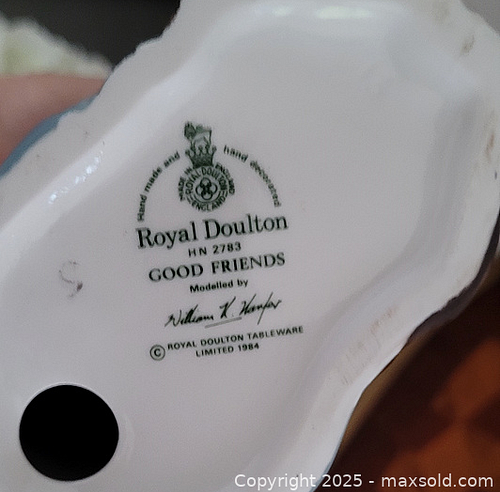 Hand made and hand decorated
MADE IN ENGLAND
ROYAL DOULTON
ENGLAND
Royal Doulton
HN 2783
GOOD FRIENDS
Modelled by
William K. Harper
© ROYAL DOULTON TABLEWARE
LIMITED 1984
Copyright 2025 - maxsold.com